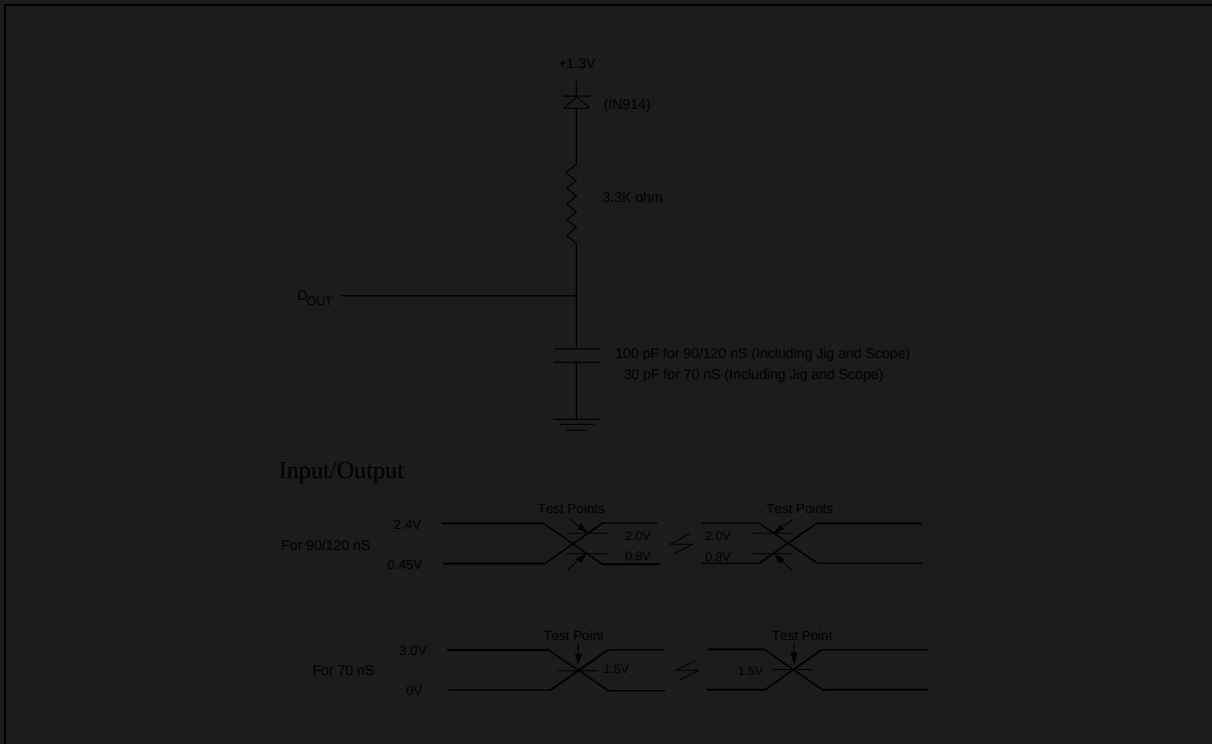 +1.3V
(IN914)
3.3K ohm
DOUT
100 pF for 90/120 nS (Including Jig and Scope)
30 pF for 70 nS (Including Jig and Scope)
Input/Output
Test Points Test Points
2.4V
2.0V 2.0V
For 90/120 nS
0.8V 0.8V
0.45V
Test Point Test Point
3.0V
1.5V 1.5V
For 70 nS
0V